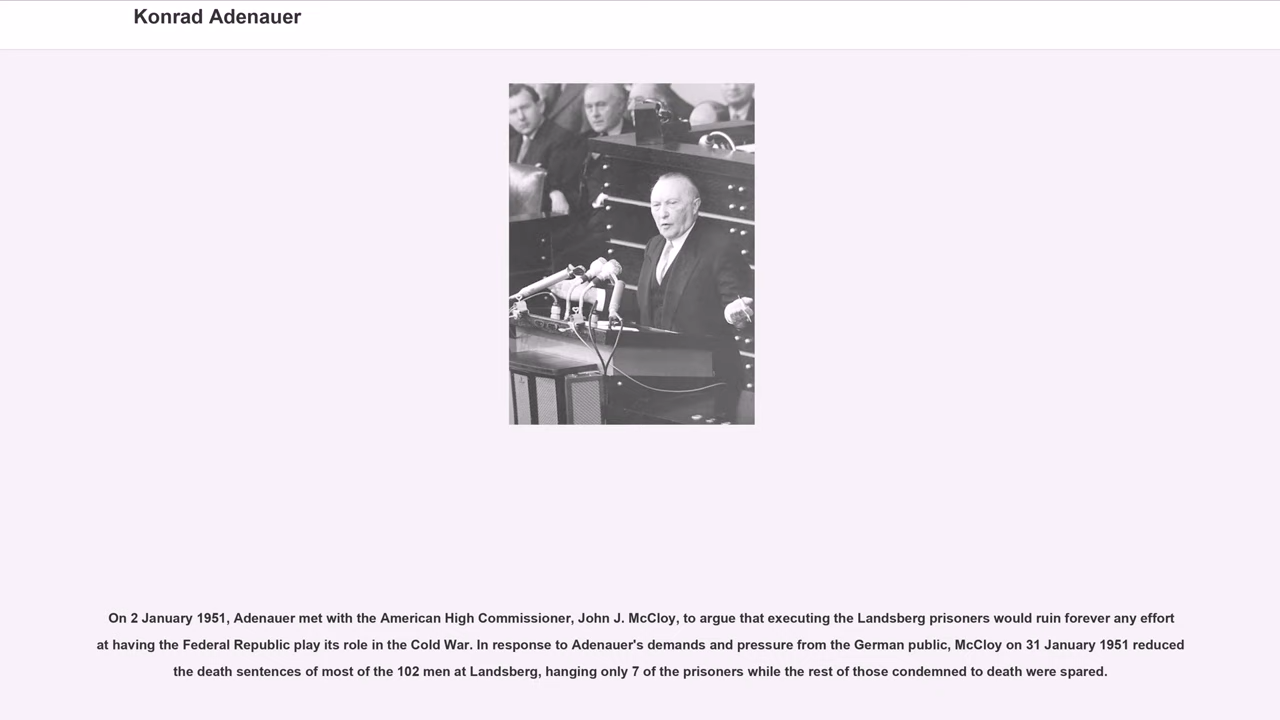 Konrad Adenauer
On 2 January 1951, Adenauer met with the American High Commissioner, John J. McCloy, to argue that executing the Landsberg prisoners would ruin forever any effort
at having the Federal Republic play its role in the Cold War. In response to Adenauer's demands and pressure from the German public, McCloy on 31 January 1951 reduced
the death sentences of most of the 102 men at Landsberg, hanging only 7 of the prisoners while the rest of those condemned to death were spared.